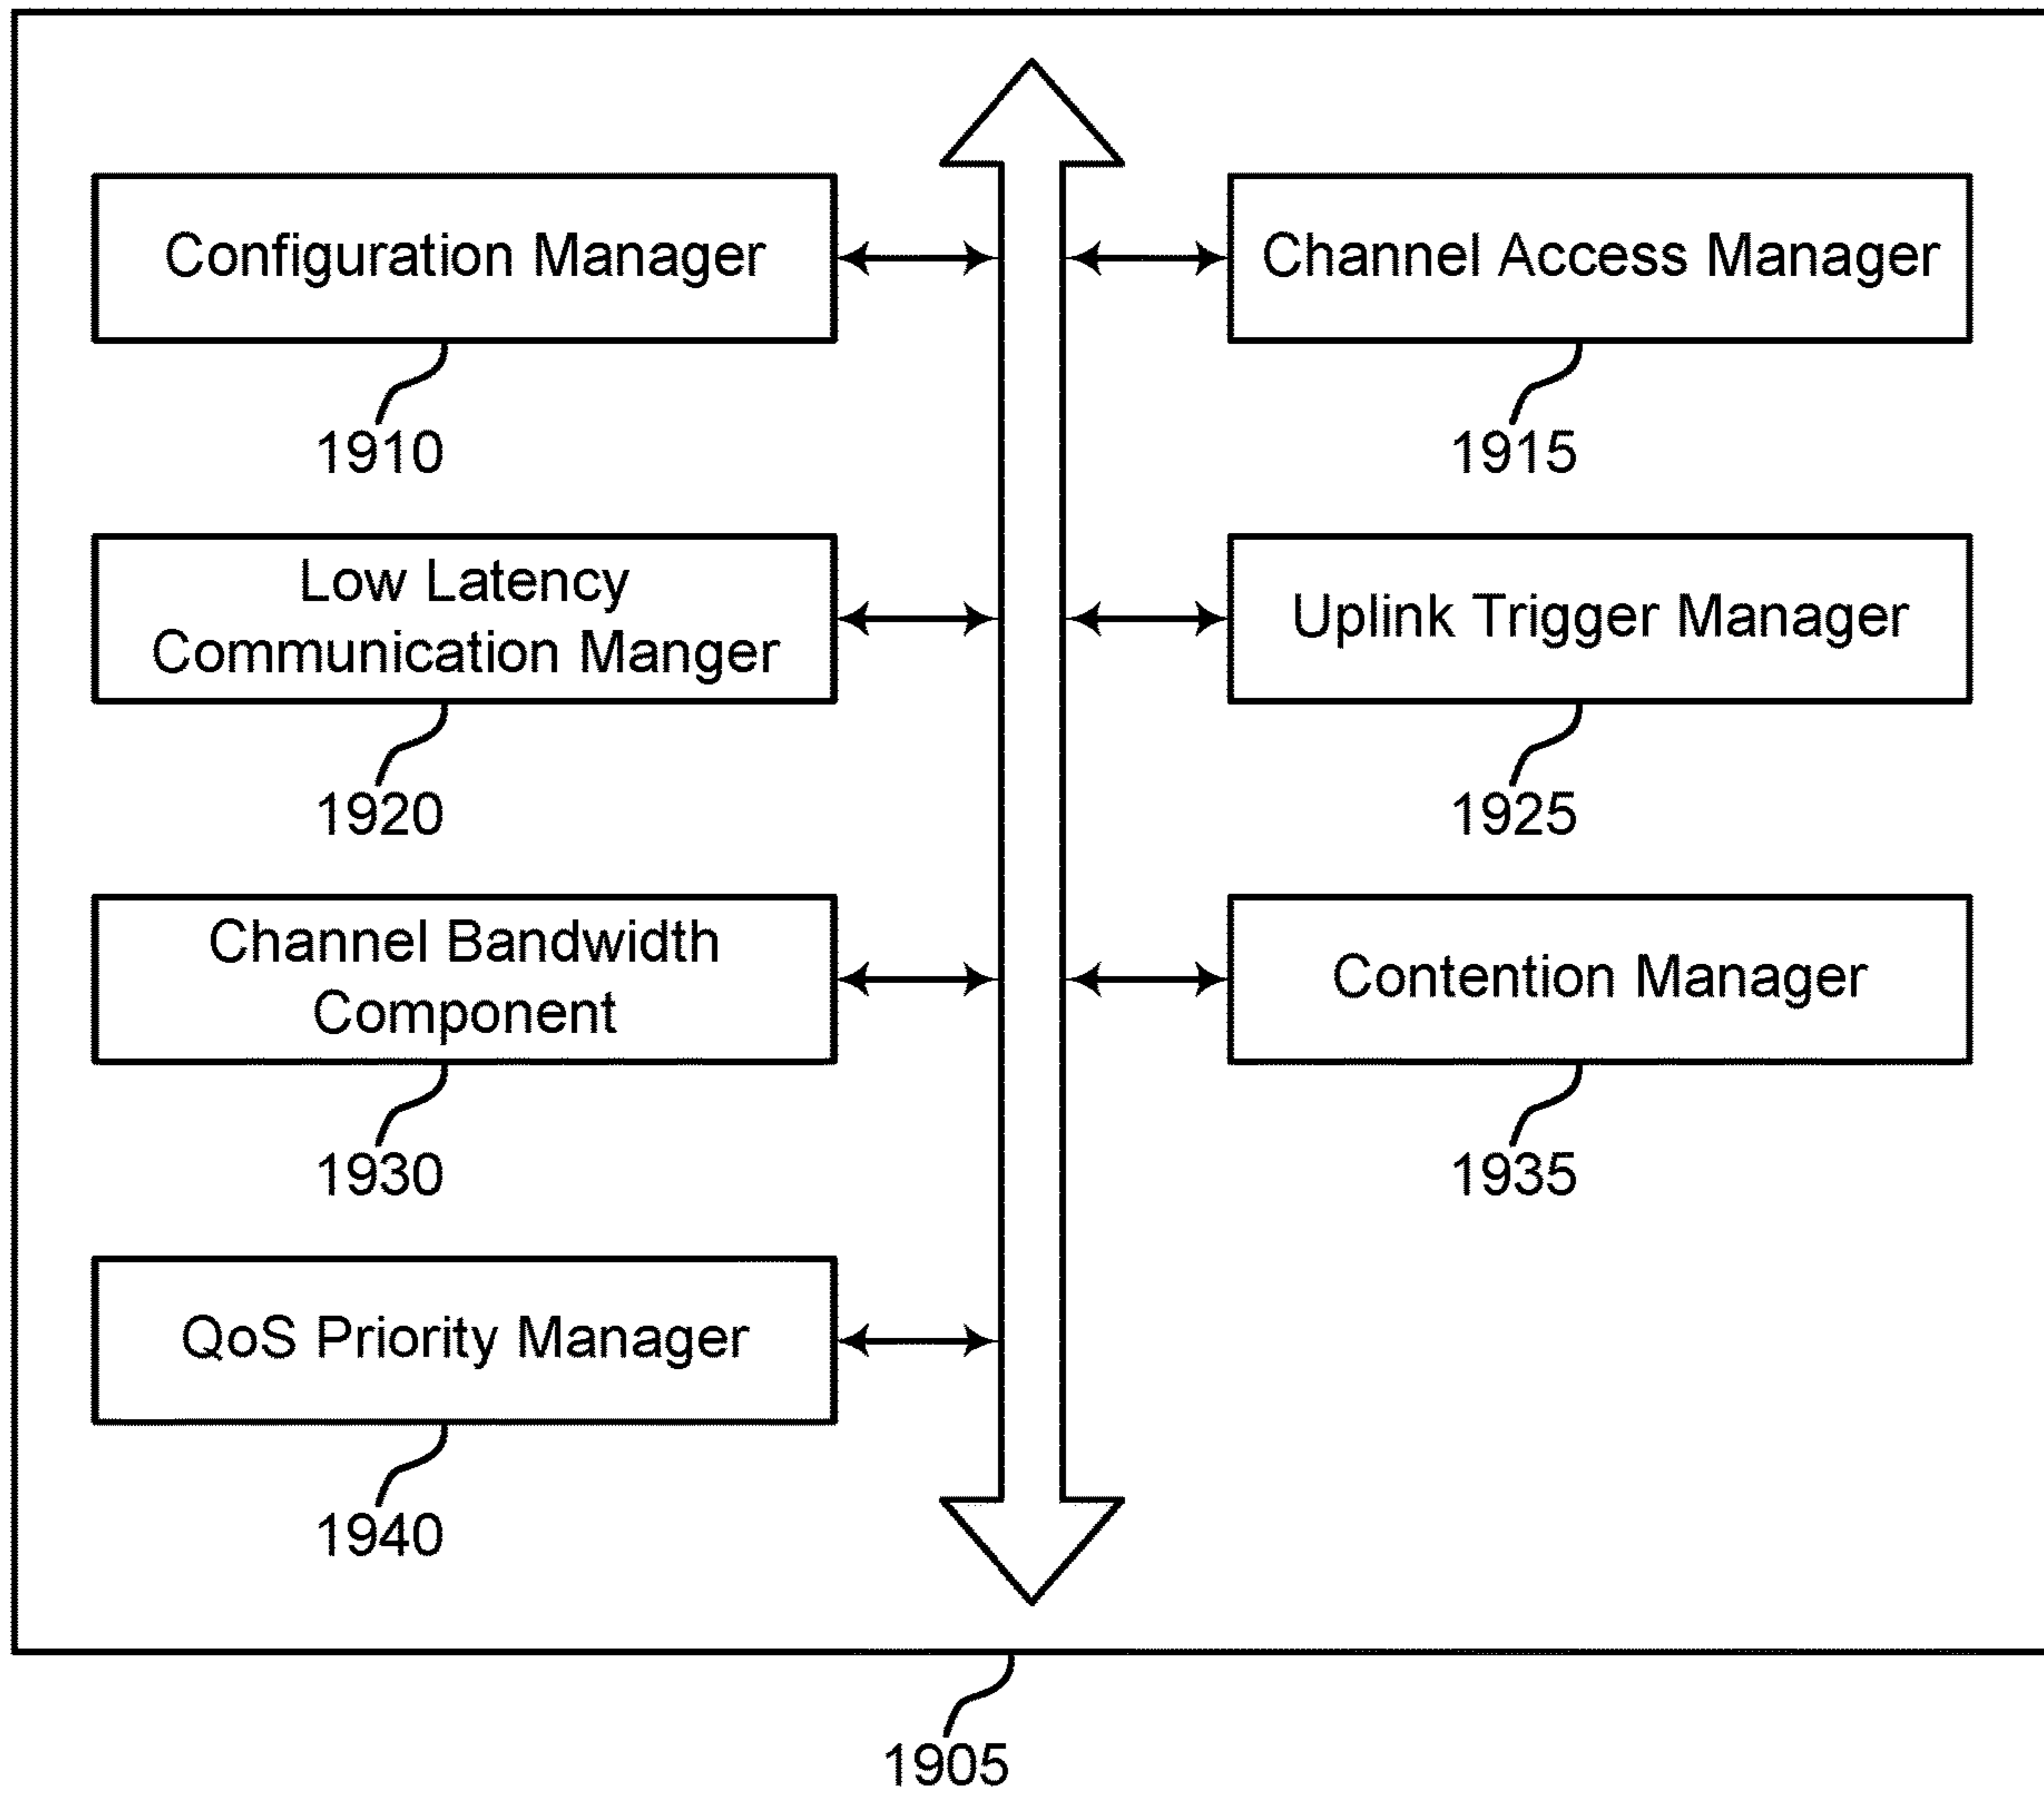 Configuration Manager
1910
Channel Access Manager
1915
Low Latency
Communication Manger
1920
Uplink Trigger Manager
1925
Channel Bandwidth
Component
1930
Contention Manager
1935
QoS Priority Manager
1940
1905